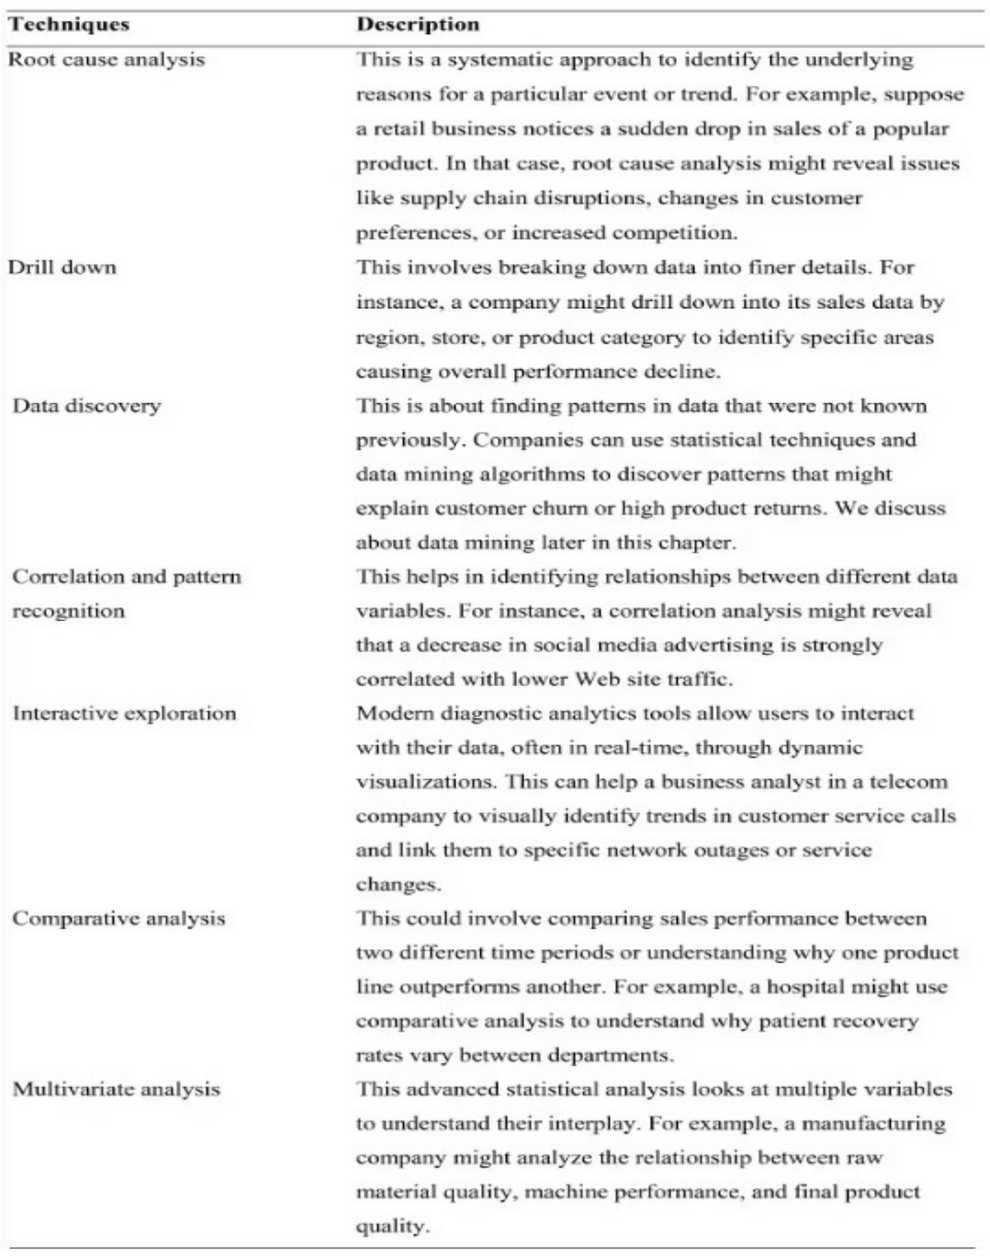 Techniques Description
Root cause analysis This is a systematic approach to identify the underlying
reasons for a particular event or trend. For example, suppose
a retail business notices a sudden drop in sales of a popular
product. In that case, root cause analysis might reveal issues
like supply chain disruptions, changes in customer
preferences, or increased competition.
Drill down This involves breaking down data into finer details. For
instance, a company might drill down into its sales data by
region, store, or product category to identify specific areas
causing overall performance decline.
Data discovery This is about finding patterns in data that were not known
previously. Companies can use statistical techniques and
data mining algorithms to discover patterns that might
explain customer churn or high product returns. We discuss
about data mining later in this chapter.
Correlation and pattern This helps in identifying relationships between different data
recognition variables. For instance, a correlation analysis might reveal
that a decrease in social media advertising is strongly
correlated with lower Web site traffic.
Interactive exploration Modern diagnostic analytics tools allow users to interact
with their data, often in real-time, through dynamic
visualizations. This can help a business analyst in a telecom
company to visually identify trends in customer service calls
and link them to specific network outages or service
changes.
Comparative analysis This could involve comparing sales performance between
two different time periods or understanding why one product
line outperforms another. For example, a hospital might use
comparative analysis to understand why patient recovery
rates vary between departments.
Multivariate analysis This advanced statistical analysis looks at multiple variables
to understand their interplay. For example, a manufacturing
company might analyze the relationship between raw
material quality, machine performance, and final product
quality.